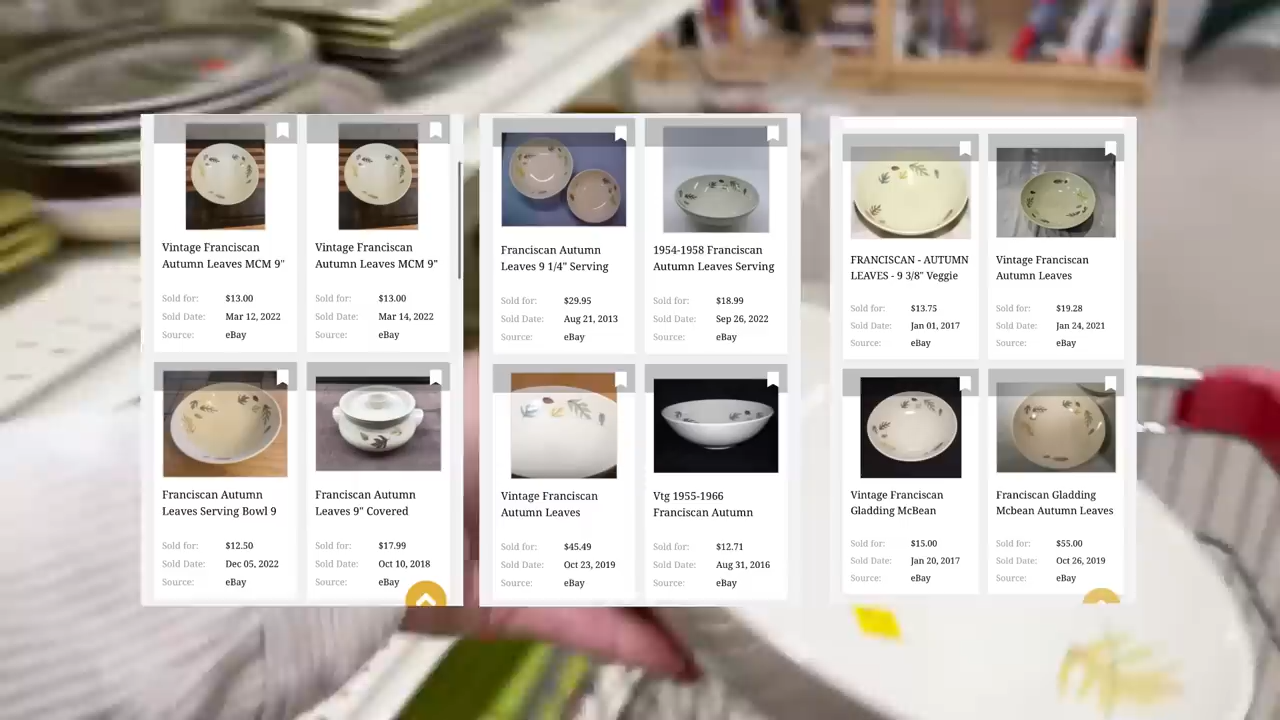 Vintage Franciscan
Autumn Leaves MCM 9"
Sold for: $13.00
Sold Date: Mar 12, 2022
Source: eBay
Vintage Franciscan
Autumn Leaves MCM 9"
Sold for: $13.00
Sold Date: Mar 14, 2022
Source: eBay
Franciscan Autumn
Leaves Serving Bowl 9
Sold for: $12.50
Sold Date: Dec 05, 2022
Source: eBay
Franciscan Autumn
Leaves 9" Covered
Sold for: $17.99
Sold Date: Oct 10, 2018
Source: eBay
Franciscan Autumn
Leaves 9 1/4" Serving
Sold for: $29.95
Sold Date: Aug 21, 2013
Source: eBay
1954-1958 Franciscan
Autumn Leaves Serving
Sold for: $18.99
Sold Date: Sep 26, 2022
Source: eBay
Vintage Franciscan
Autumn Leaves
Sold for: $45.49
Sold Date: Oct 23, 2019
Source: eBay
Vtg 1955-1966
Franciscan Autumn
Sold for: $12.71
Sold Date: Aug 31, 2016
Source: eBay
FRANCISCAN - AUTUMN
LEAVES - 9 3/8" Veggie
Sold for: $13.75
Sold Date: Jan 01, 2017
Source: eBay
Vintage Franciscan
Autumn Leaves
Sold for: $19.28
Sold Date: Jan 24, 2021
Source: eBay
Vintage Franciscan
Gladding McBean
Sold for: $15.00
Sold Date: Jan 20, 2017
Source: eBay
Franciscan Gladding
Mcbean Autumn Leaves
Sold for: $55.00
Sold Date: Oct 26, 2019
Source: eBay